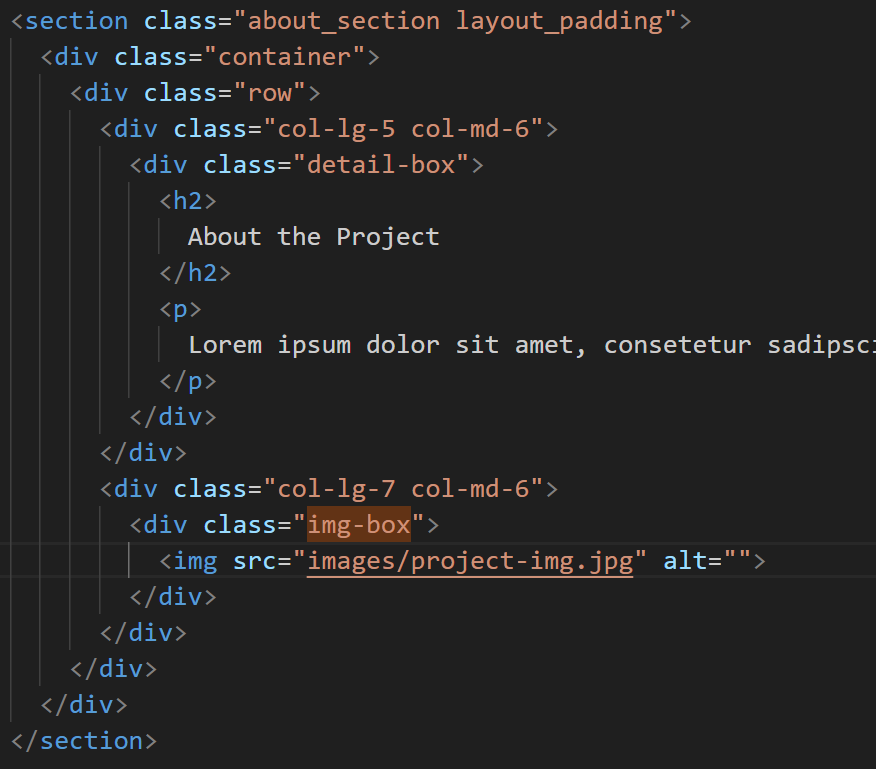 <section class="about_section layout_padding">
<div class="container">
<div class="row">
<div class="col-lg-5 col-md-6">
<div class="detail-box">
<h2>
About the Project
</h2>
<p>
Lorem ipsum dolor sit amet, consetetur
</p>
</div>
</div>
<div class="col-lg-7 col-md-6">
<div class="img-box">
<img src="images/project-img.jpg" alt="">
</div>
</div>
</div>
</div>
</section>